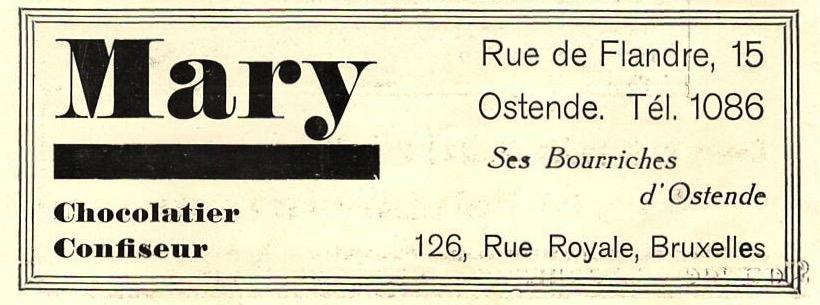 Mary
Chocolatier
Confiseur
Rue de Flandre, 15
Ostende. Tél. 1086
Ses Bourriches
d'Ostende
126, Rue Royale, Bruxelles